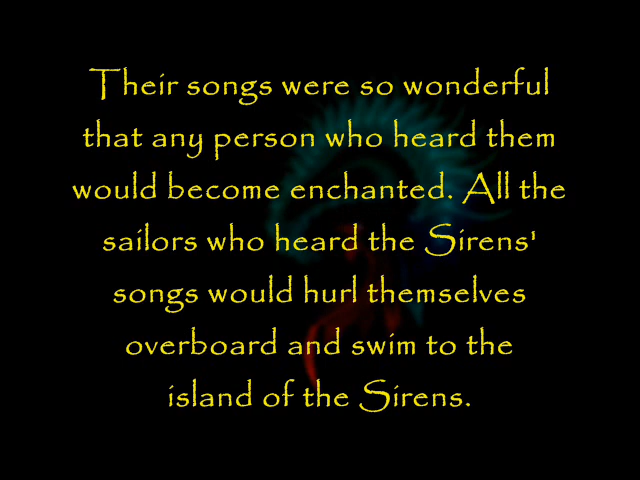 Their songs were so wonderful
that any person who heard them
would become enchanted. All the
sailors who heard the Sirens'
songs would hurl themselves
overboard and swim to the
island of the Sirens.